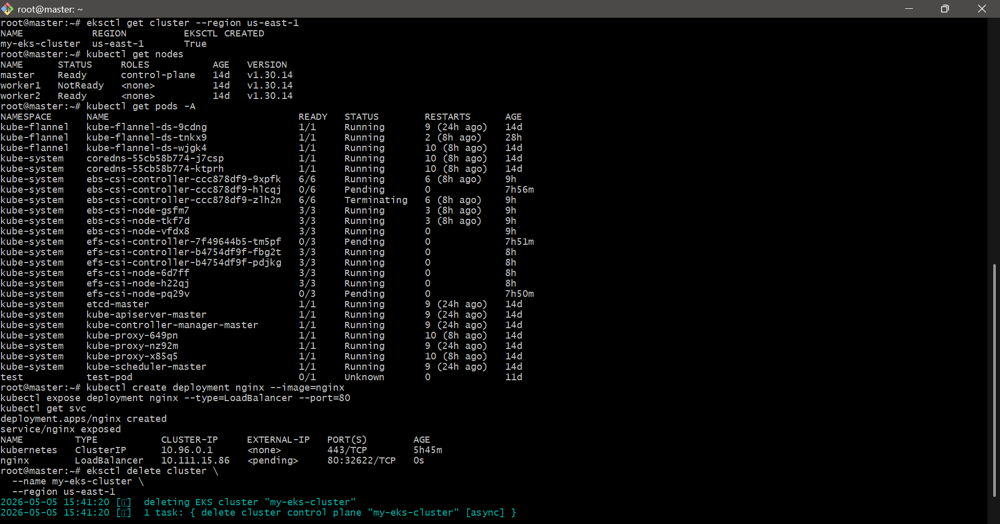 root@master: ~
root@master:~# eksctl get cluster --region us-east-1
NAME            REGION          EKSCTL CREATED
my-eks-cluster  us-east-1       True
root@master:~# kubectl get nodes
NAME      STATUS     ROLES           AGE   VERSION
master    Ready      control-plane   14d   v1.30.14
worker1   NotReady   <none>          14d   v1.30.14
worker2   Ready      <none>          14d   v1.30.14
root@master:~# kubectl get pods -A
NAMESPACE      NAME                                 READY   STATUS        RESTARTS      AGE
kube-flannel   kube-flannel-ds-9cdng                1/1     Running       9 (24h ago)   14d
kube-flannel   kube-flannel-ds-tnkx9                1/1     Running       2 (8h ago)    28h
kube-flannel   kube-flannel-ds-wjgk4                1/1     Running       10 (8h ago)   14d
kube-system    coredns-55cb58b774-j7csp             1/1     Running       10 (8h ago)   14d
kube-system    coredns-55cb58b774-ktprh             1/1     Running       10 (8h ago)   14d
kube-system    ebs-csi-controller-ccc878df9-9xpfk   6/6     Running       6 (8h ago)    9h
kube-system    ebs-csi-controller-ccc878df9-hlcqj   0/6     Pending       0             7h56m
kube-system    ebs-csi-controller-ccc878df9-zlh2n   6/6     Terminating   6 (8h ago)    9h
kube-system    ebs-csi-node-gsfm7                   3/3     Running       3 (8h ago)    9h
kube-system    ebs-csi-node-tkf7d                   3/3     Running       3 (8h ago)    9h
kube-system    ebs-csi-node-vfdx8                   3/3     Running       0             9h
kube-system    efs-csi-controller-7f49644b5-tm5pf   0/3     Pending       0             7h51m
kube-system    efs-csi-controller-b4754df9f-fbg2t   3/3     Running       0             8h
kube-system    efs-csi-controller-b4754df9f-pdjkg   3/3     Running       0             8h
kube-system    efs-csi-node-6d7ff                   3/3     Running       0             8h
kube-system    efs-csi-node-h22qj                   3/3     Running       0             8h
kube-system    efs-csi-node-pq29v                   0/3     Pending       0             7h50m
kube-system    etcd-master                          1/1     Running       9 (24h ago)   14d
kube-system    kube-apiserver-master                1/1     Running       9 (24h ago)   14d
kube-system    kube-controller-manager-master       1/1     Running       9 (24h ago)   14d
kube-system    kube-proxy-649pn                     1/1     Running       10 (8h ago)   14d
kube-system    kube-proxy-nz92m                     1/1     Running       9 (24h ago)   14d
kube-system    kube-proxy-x85q5                     1/1     Running       10 (8h ago)   14d
kube-system    kube-scheduler-master                1/1     Running       9 (24h ago)   14d
test           test-pod                             0/1     Unknown       0             11d
root@master:~# kubectl create deployment nginx --image=nginx
kubectl expose deployment nginx --type=LoadBalancer --port=80
kubectl get svc
deployment.apps/nginx created
service/nginx exposed
NAME         TYPE           CLUSTER-IP     EXTERNAL-IP   PORT(S)        AGE
kubernetes   ClusterIP      10.96.0.1      <none>        443/TCP        5h45m
nginx        LoadBalancer   10.111.15.86   <pending>     80:32622/TCP   0s
root@master:~# eksctl delete cluster \
  --name my-eks-cluster \
  --region us-east-1
2026-05-05 15:41:20 [ℹ]  deleting EKS cluster "my-eks-cluster"
2026-05-05 15:41:20 [ℹ]  1 task: { delete cluster control plane "my-eks-cluster" [async] }